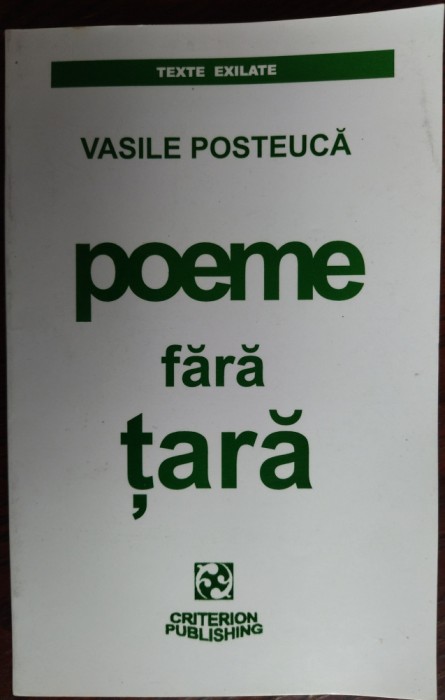 TEXTE EXILATE
VASILE POSTEUCĂ
poeme
fără
țară
CRITERION
PUBLISHING